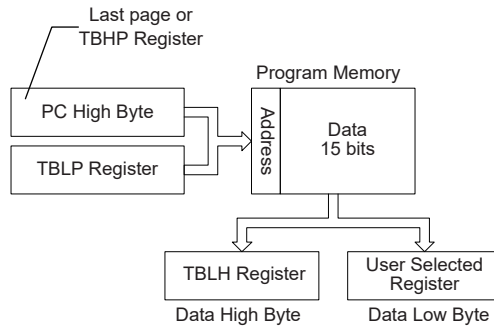 Last page or
TBHP Register
Program Memory
PC High Byte
TBLP Register
Address
Data
15 bits
TBLH Register
User Selected
Register
Data High Byte
Data Low Byte